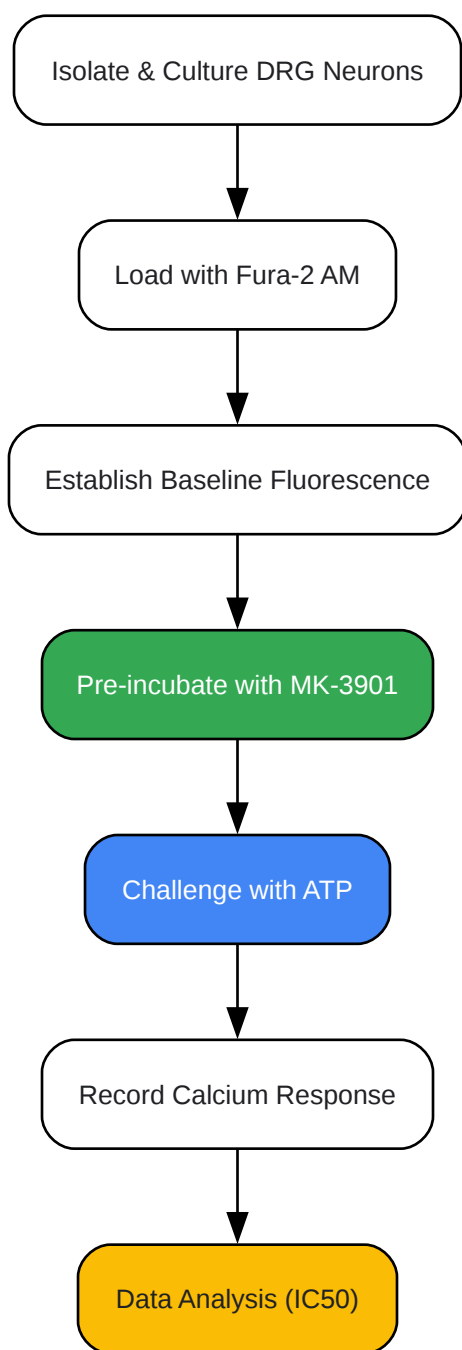 Isolate & Culture DRG Neurons
Load with Fura-2 AM
Establish Baseline Fluorescence
Pre-incubate with MK-3901
Challenge with ATP
Record Calcium Response
Data Analysis (IC50)